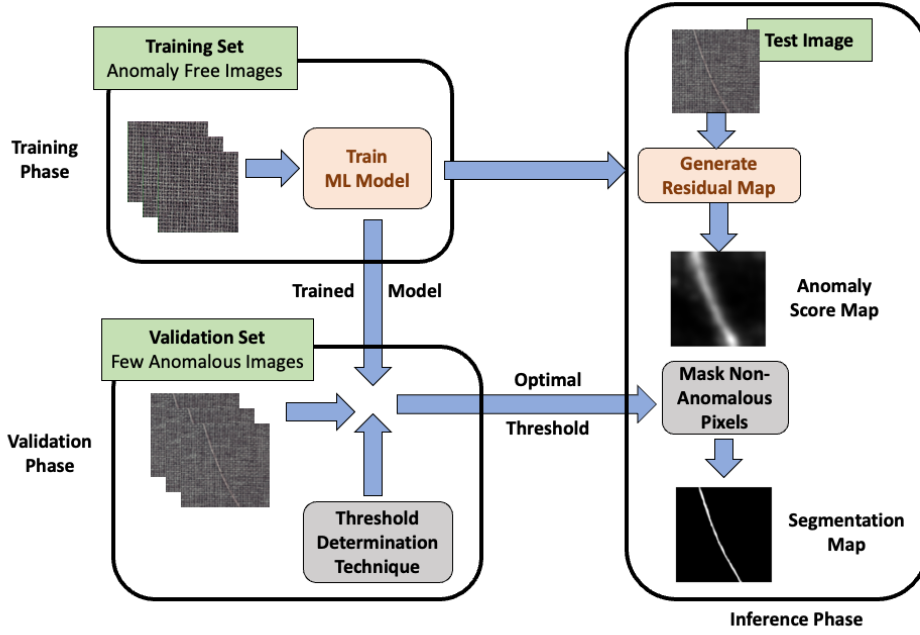 Training Set
Anomaly Free Images
Training
Phase
Train
ML Model
Trained Model
Validation Set
Few Anomalous Images
Validation
Phase
Threshold
Determination
Technique
Optimal
Threshold
Test Image
Generate
Residual Map
Anomaly
Score Map
Mask Non-
Anomalous
Pixels
Segmentation
Map
Inference Phase